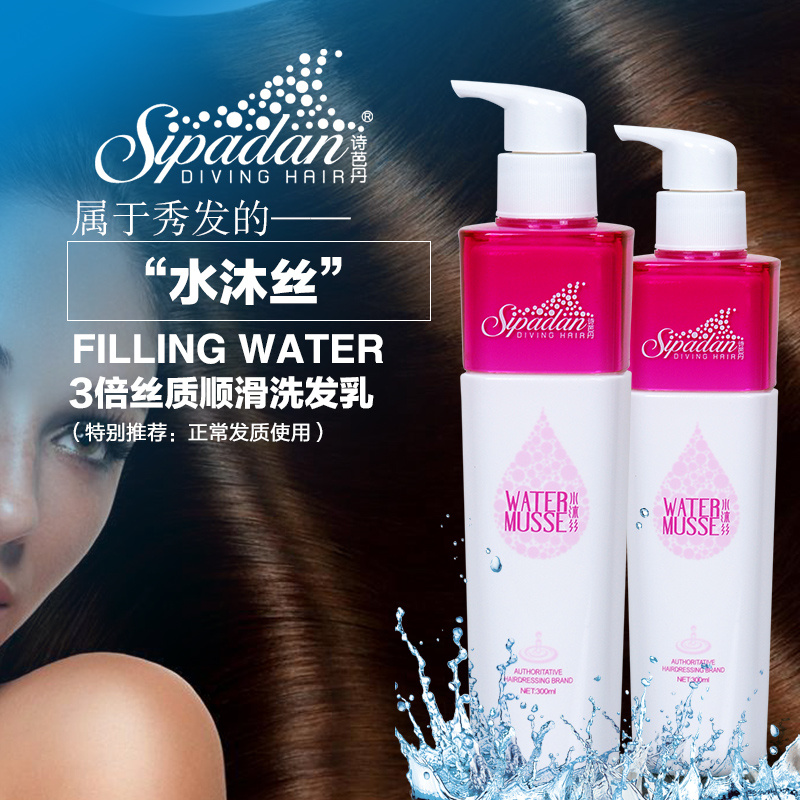 Sipadan®
诗芭丹
DIVING HAIR
属于秀发的——
“水沐丝”
FILLING WATER
3倍丝质顺滑洗发乳
（特别推荐：正常发质使用）
Sipadan
诗芭丹
DIVING HAIR
WATER
MUSSE
水沐丝
AUTHORITATIVE
HAIRDRESSING BRAND
NET:300ml
Sipadan
诗芭丹
DIVING HAIR
WATER
MUSSE
水沐丝
AUTHORITATIVE
HAIRDRESSING BRAND
NET:300ml